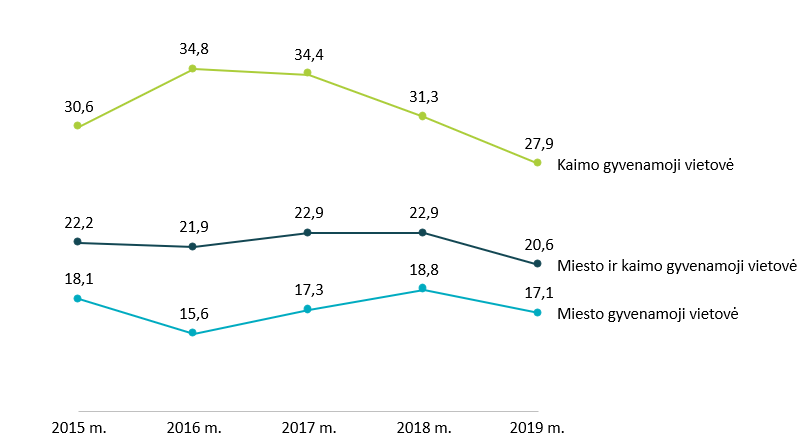 34,8
34,4
30,6
31,3
27,9
Kaimo gyvenamoji vietovė
22,2
21,9
22,9
22,9
20,6
Miesto ir kaimo gyvenamoji vietovė
18,1
15,6
17,3
18,8
17,1
Miesto gyvenamoji vietovė
2015 m.
2016 m.
2017 m.
2018 m.
2019 m.